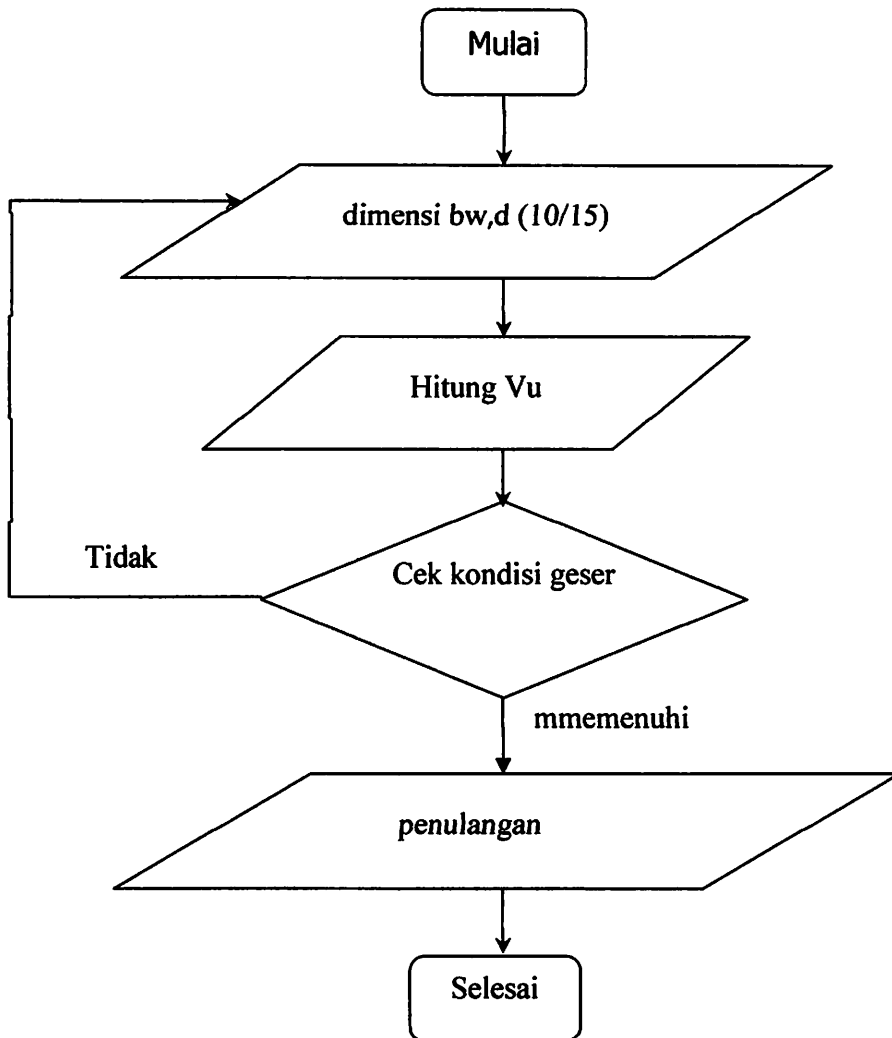 Mulai
dimensi bw,d (10/15)
Hitung Vu
Tidak
Cek kondisi geser
mmemenuhi
penulangan
Selesai